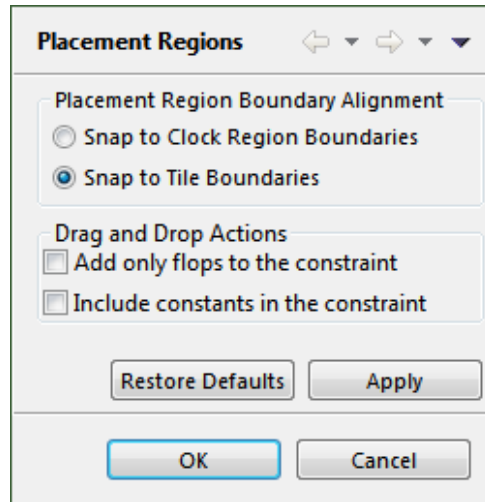 Placement Regions
Placement Region Boundary Alignment
Snap to Clock Region Boundaries
Snap to Tile Boundaries
Drag and Drop Actions
Add only flops to the constraint
Include constants in the constraint
Restore Defaults Apply
OK Cancel